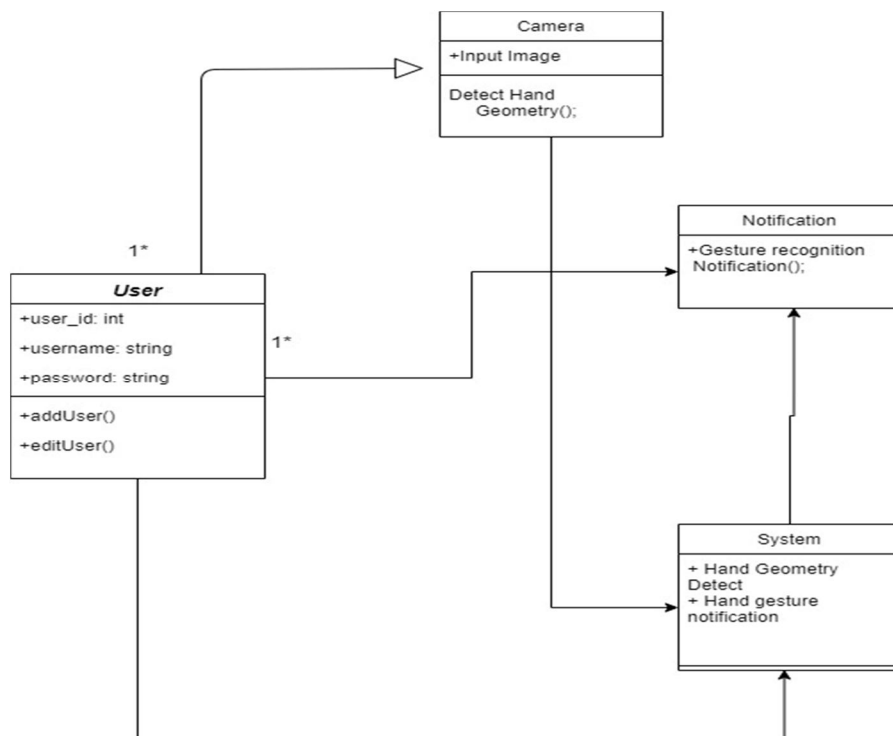 Camera
+Input Image
Detect Hand
Geometry();
Notification
+Gesture recognition
Notification();
1*
User
+user_id: int
+username: string
+password: string
+addUser()
+editUser()
1*
System
+ Hand Geometry
Detect
+ Hand gesture
notification